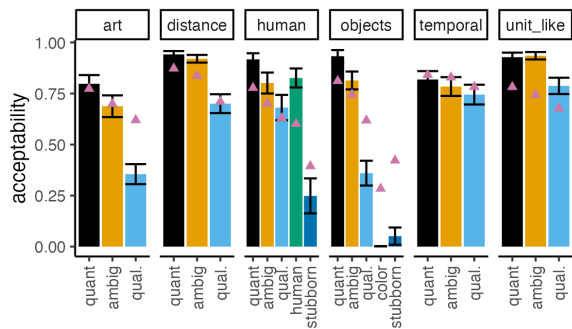 art distance human objects temporal unit_like
acceptability
1.00
0.75
0.50
0.25
0.00
quant ambig qual. quant ambig qual. quant ambig qual. human stubborn quant ambig qual. color stubborn quant ambig qual. quant ambig qual.